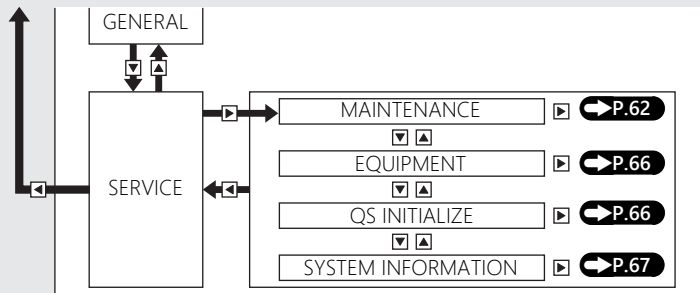 GENERAL
SERVICE
MAINTENANCE P.62
EQUIPMENT P.66
QS INITIALIZE P.66
SYSTEM INFORMATION P.67